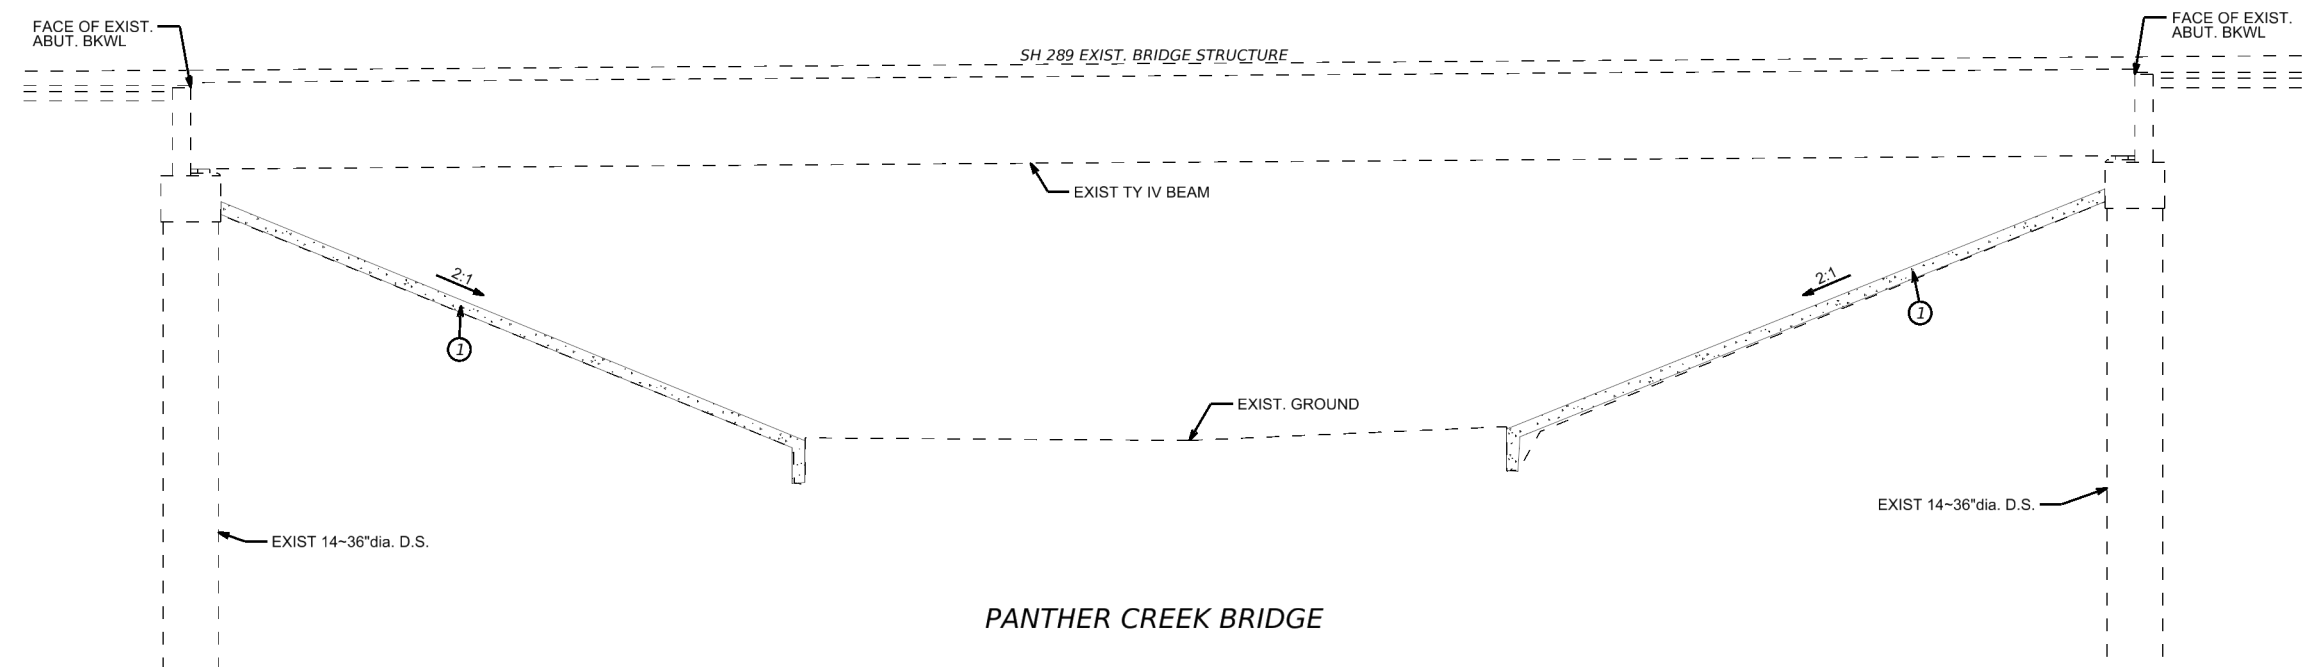 FACE OF EXIST.
ABUT. BKWL
FACE OF EXIST.
ABUT. BKWL
SH 289 EXIST. BRIDGE STRUCTURE
EXIST TY IV BEAM
2:1
2:1
1
1
EXIST. GROUND
EXIST 14~36"dia. D.S.
EXIST 14~36"dia. D.S.
PANTHER CREEK BRIDGE